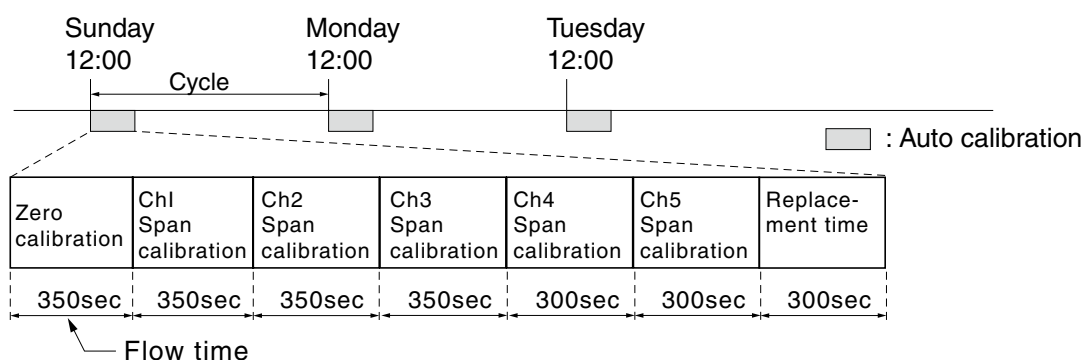 Sunday
12:00
Monday
12:00
Tuesday
12:00
Cycle
: Auto calibration
Zero
calibration
Chl
Span
calibration
Ch2
Span
calibration
Ch3
Span
calibration
Ch4
Span
calibration
Ch5
Span
calibration
Replace-
ment time
350sec
350sec
350sec
350sec
300sec
300sec
300sec
Flow time